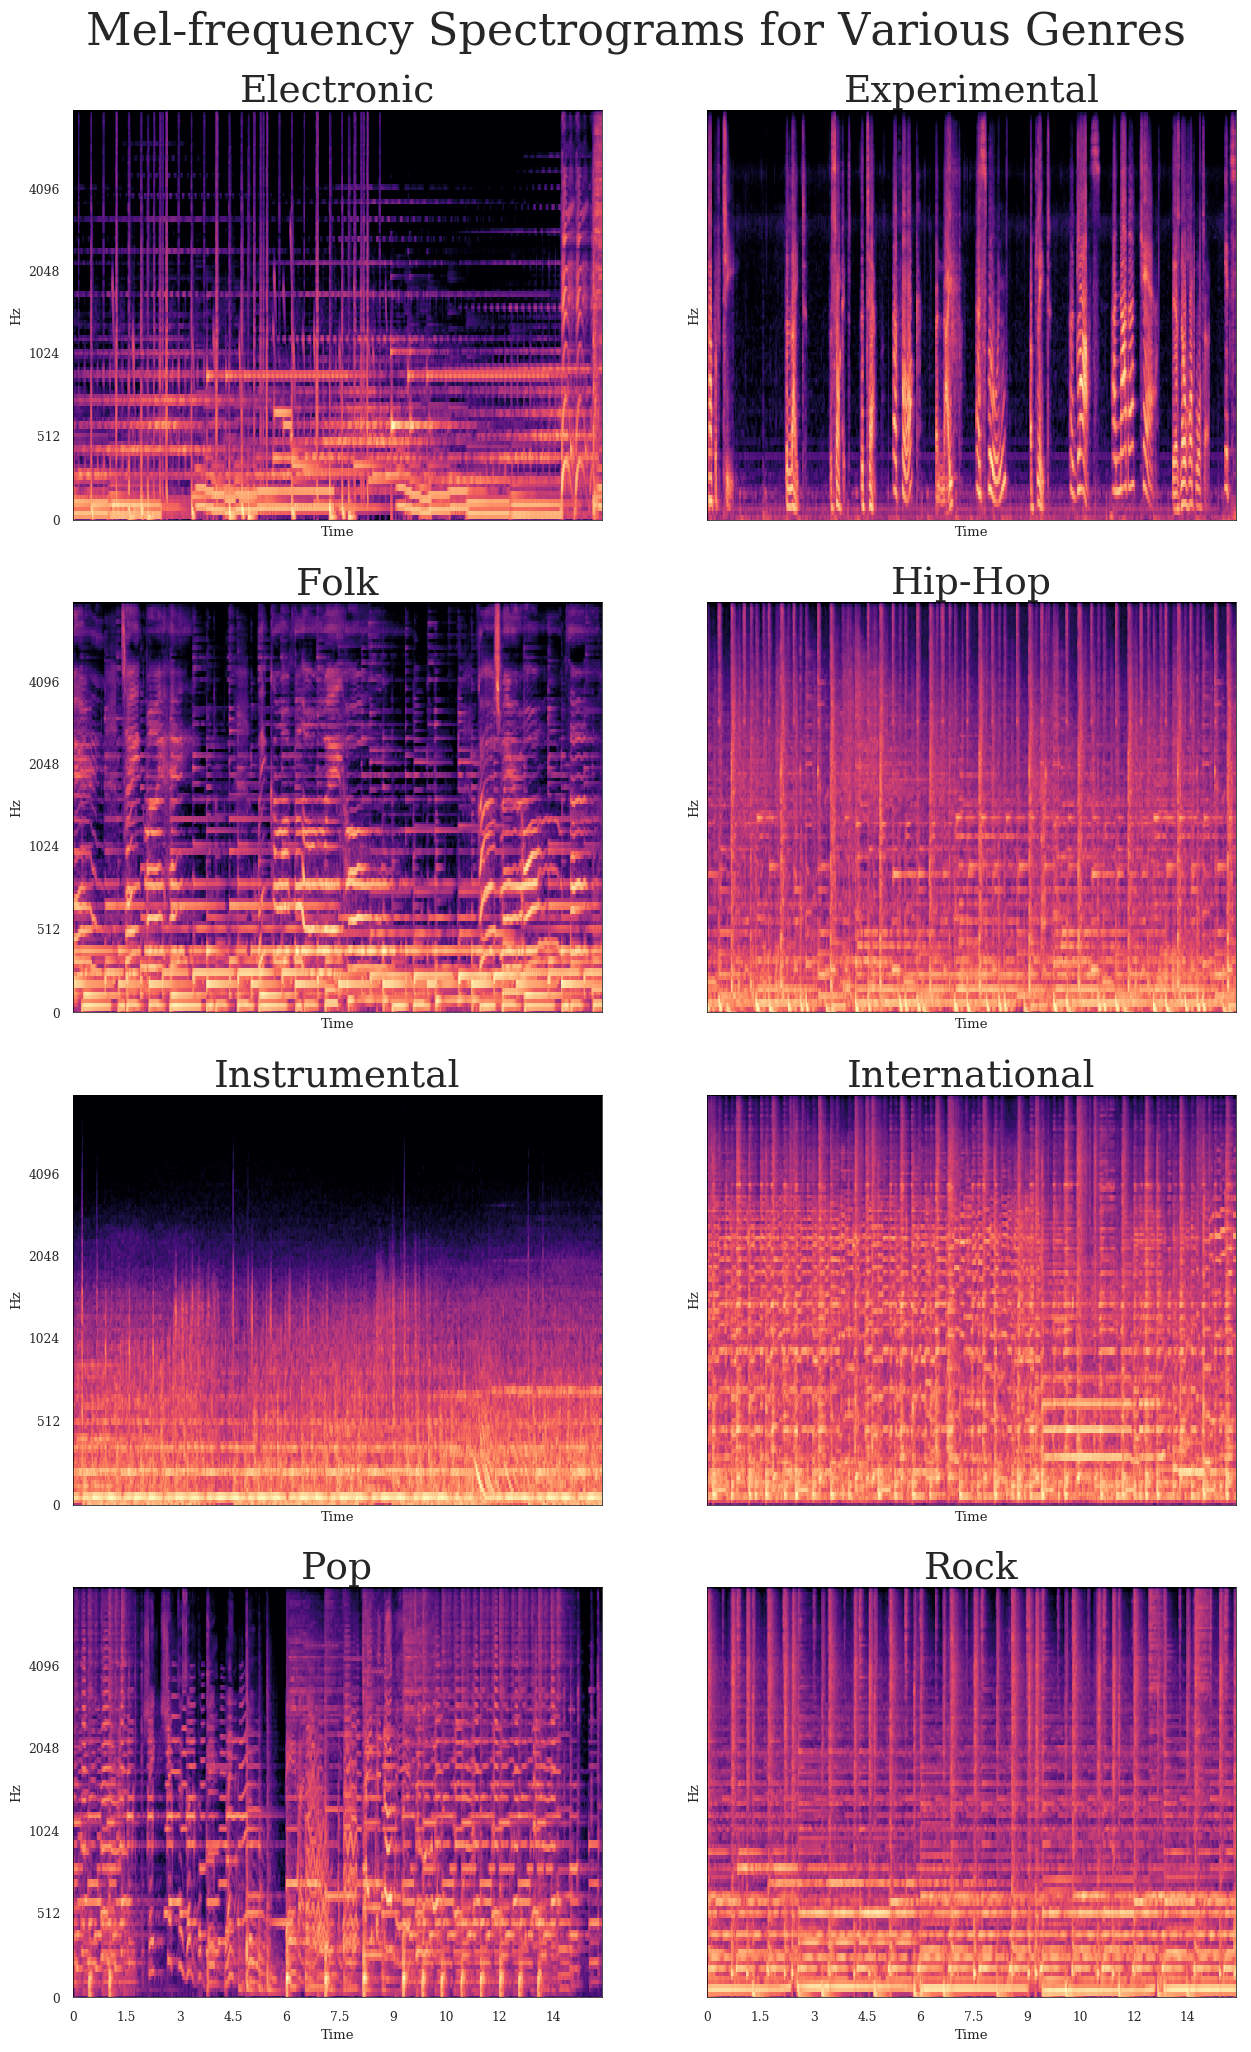 Mel-frequency Spectrograms for Various Genres
Electronic
Experimental
4096
2048
1024
512
0
Hz
Hz
Time
Time
Folk
Hip-Hop
4096
2048
1024
512
0
Hz
Hz
Time
Time
Instrumental
International
4096
2048
1024
512
0
Hz
Hz
Time
Time
Pop
Rock
4096
2048
1024
512
0
Hz
Hz
0 1.5 3 4.5 6 7.5 9 10 12 14
0 1.5 3 4.5 6 7.5 9 10 12 14
Time
Time